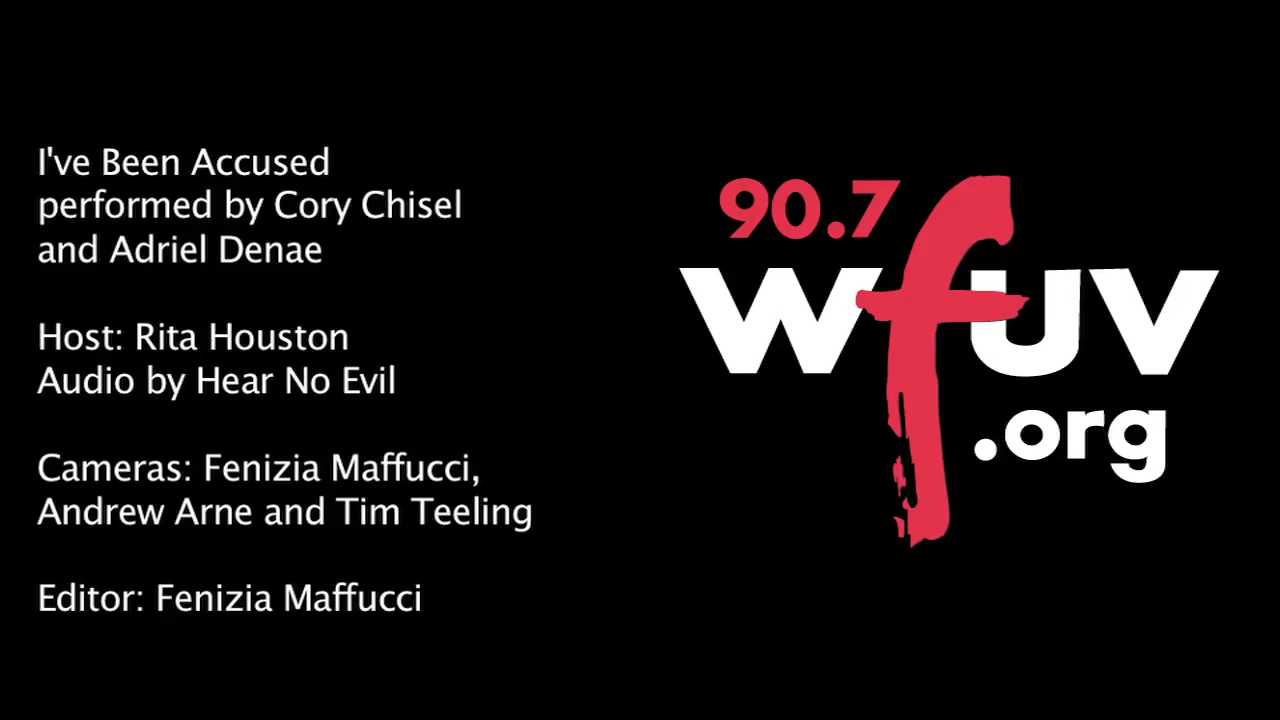 I've Been Accused
performed by Cory Chisel
and Adriel Denae
Host: Rita Houston
Audio by Hear No Evil
Cameras: Fenizia Maffucci,
Andrew Arne and Tim Teeling
Editor: Fenizia Maffucci
90.7
wfuv
.org